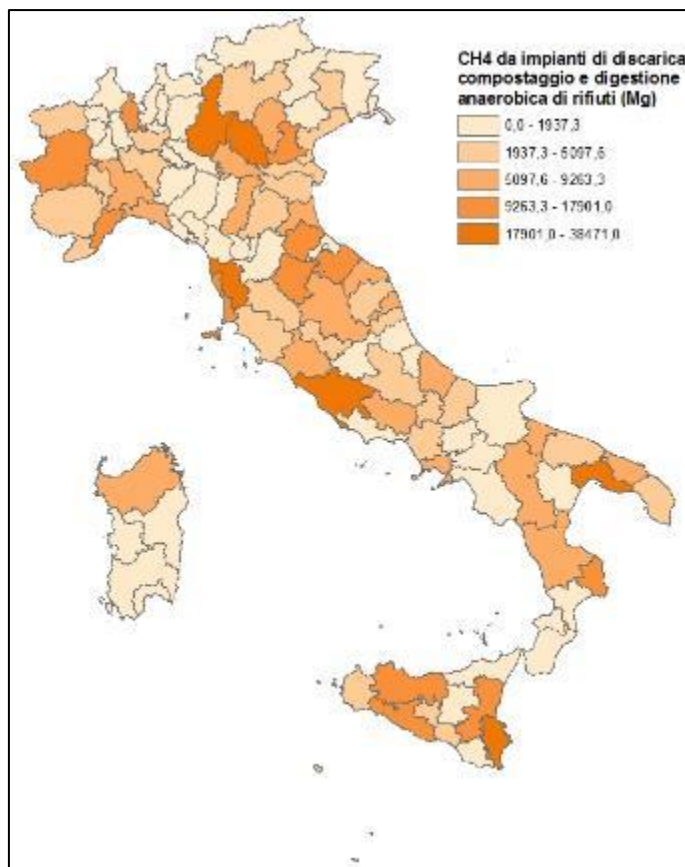 CH4 da impianti di discarica
compostaggio e digestione
anaerobica di rifiuti (Mg)
0,0 - 1937,3
1937,3 - 5097,6
5097,6 - 9263,3
9263,3 - 17901,0
17901,0 - 38471,0